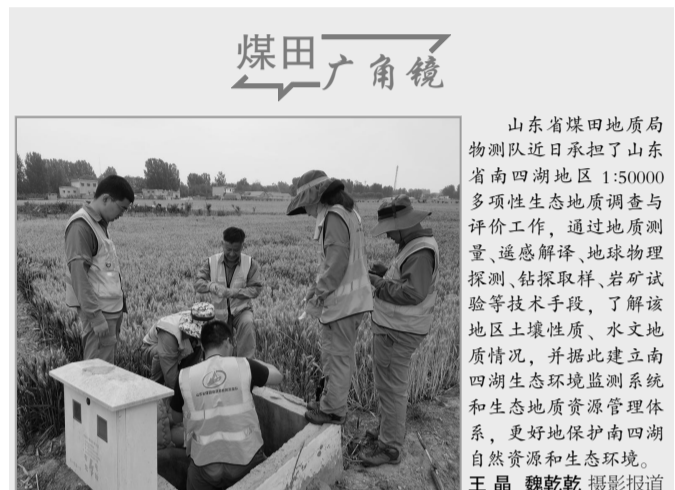 煤田广角镜
山东省煤田地质局
物测队近日承担了山东
省南四湖地区 1:50000
多项性生态地质调查与
评价工作，通过地质测
量、遥感解译、地球物理
探测、钻探取样、岩矿试
验等技术手段，了解该
地区土壤性质、水文地
质情况，并据此建立南
四湖生态环境监测系统
和生态地质资源管理体
系，更好地保护南四湖
自然资源和生态环境。
王 晶 魏乾乾 摄影报道